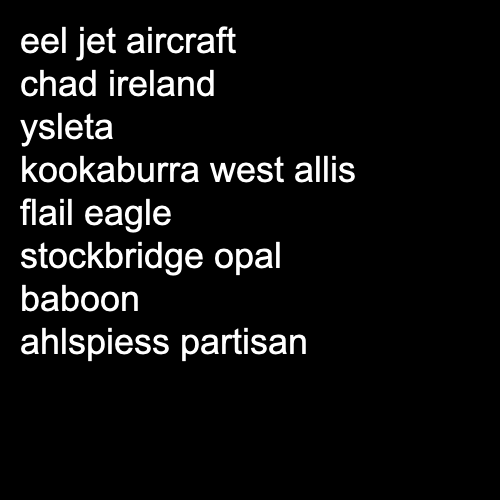 eel jet aircraft
chad ireland
ysleta
kookaburra west allis
flail eagle
stockbridge opal
baboon
ahlspiess partisan